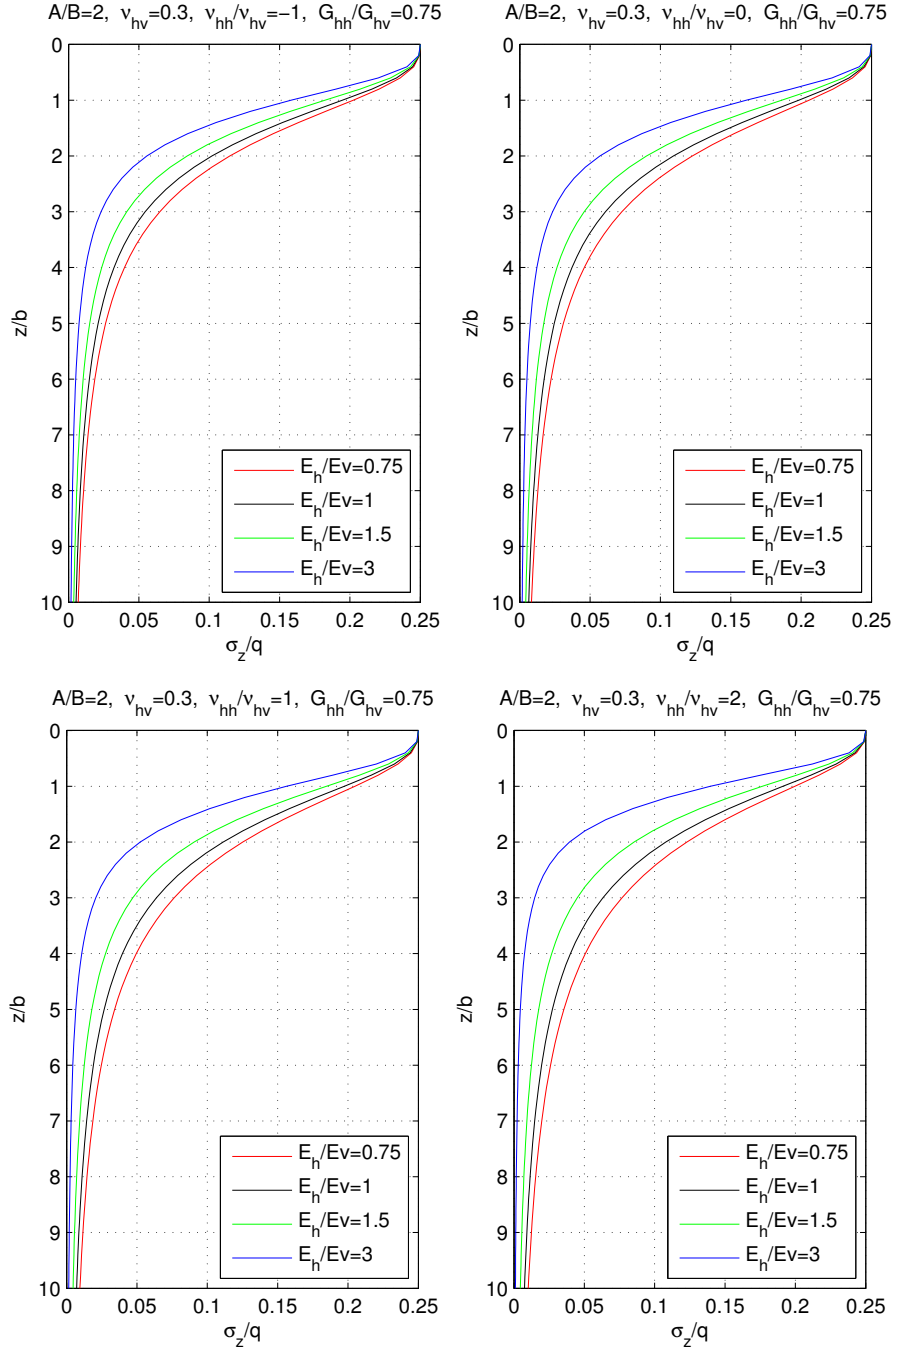 A/B=2, ν_hv=0.3, ν_hh/ν_hv=−1, G_hh/G_hv=0.75
0
1
2
3
4
5
6
7
8
9
10
z/b
0 0.05 0.1 0.15 0.2 0.25
σ_z/q
E_h/Ev=0.75
E_h/Ev=1
E_h/Ev=1.5
E_h/Ev=3
A/B=2, ν_hv=0.3, ν_hh/ν_hv=0, G_hh/G_hv=0.75
0
1
2
3
4
5
6
7
8
9
10
z/b
0 0.05 0.1 0.15 0.2 0.25
σ_z/q
E_h/Ev=0.75
E_h/Ev=1
E_h/Ev=1.5
E_h/Ev=3
A/B=2, ν_hv=0.3, ν_hh/ν_hv=1, G_hh/G_hv=0.75
0
1
2
3
4
5
6
7
8
9
10
z/b
0 0.05 0.1 0.15 0.2 0.25
σ_z/q
E_h/Ev=0.75
E_h/Ev=1
E_h/Ev=1.5
E_h/Ev=3
A/B=2, ν_hv=0.3, ν_hh/ν_hv=2, G_hh/G_hv=0.75
0
1
2
3
4
5
6
7
8
9
10
z/b
0 0.05 0.1 0.15 0.2 0.25
σ_z/q
E_h/Ev=0.75
E_h/Ev=1
E_h/Ev=1.5
E_h/Ev=3